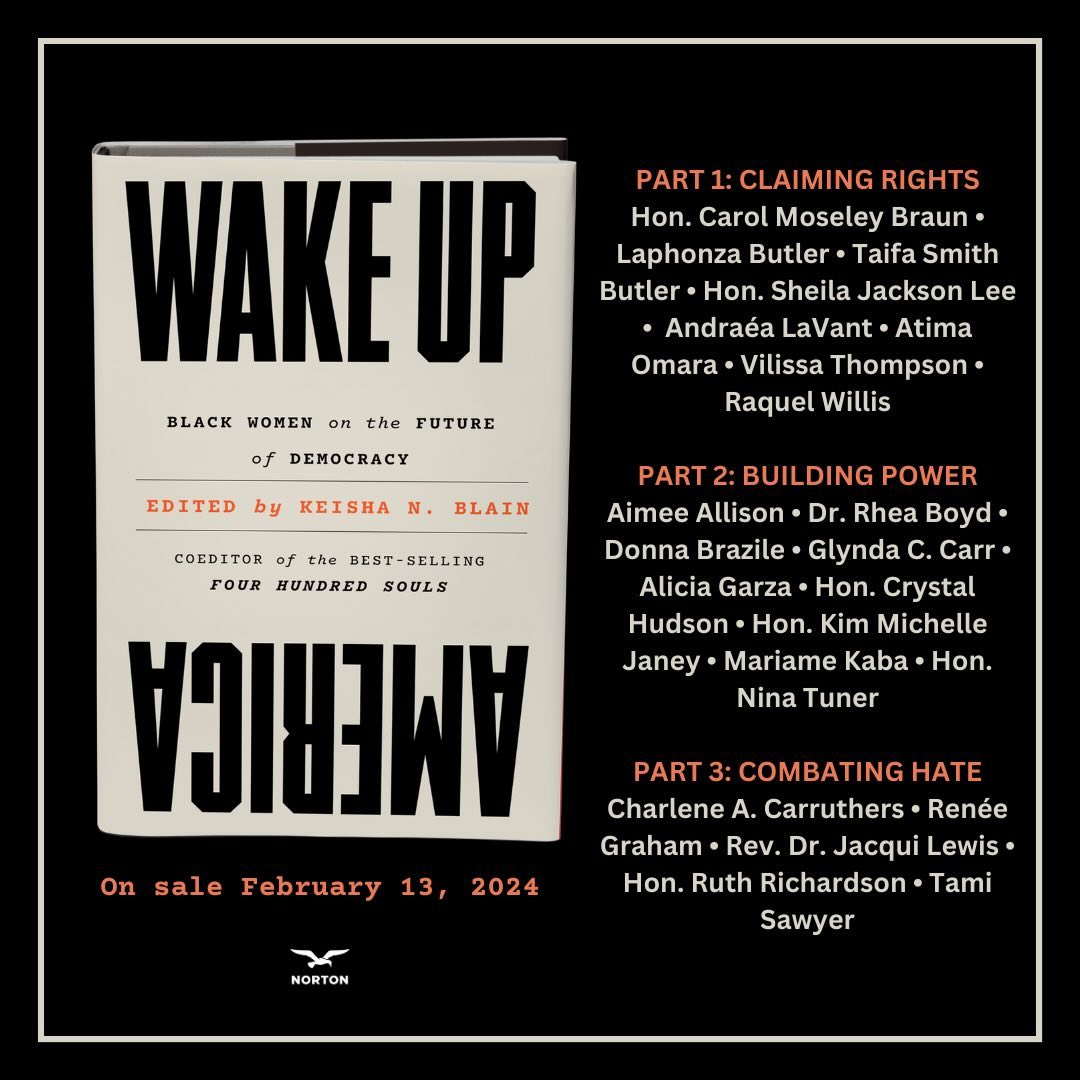 WAKE UP
BLACK WOMEN on the FUTURE
of DEMOCRACY
EDITED by KEISHA N. BLAIN
COEDITOR of the BEST-SELLING
FOUR HUNDRED SOULS
AMERICA
On sale February 13, 2024
NORTON
PART 1: CLAIMING RIGHTS
Hon. Carol Moseley Braun •
Laphonza Butler • Taifa Smith
Butler • Hon. Sheila Jackson Lee
• Andraéa LaVant • Atima
Omara • Vilissa Thompson •
Raquel Willis
PART 2: BUILDING POWER
Aimee Allison • Dr. Rhea Boyd •
Donna Brazile • Glynda C. Carr •
Alicia Garza • Hon. Crystal
Hudson • Hon. Kim Michelle
Janey • Mariame Kaba • Hon.
Nina Tuner
PART 3: COMBATING HATE
Charlene A. Carruthers • Renée
Graham • Rev. Dr. Jacqui Lewis •
Hon. Ruth Richardson • Tami
Sawyer